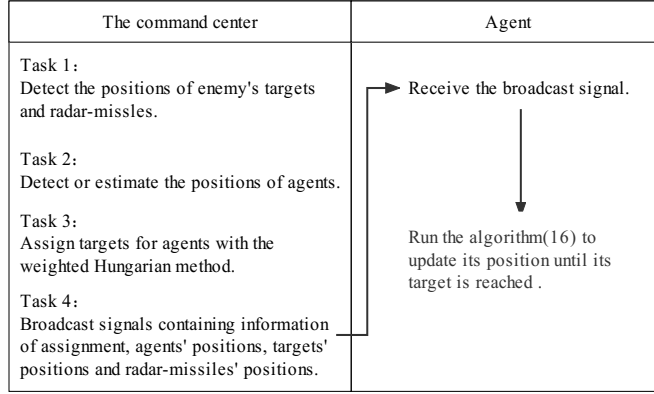 The command center
Agent
Task 1：
Detect the positions of enemy's targets
and radar-missles.
Task 2：
Detect or estimate the positions of agents.
Task 3：
Assign targets for agents with the
weighted Hungarian method.
Task 4：
Broadcast signals containing information
of assignment, agents' positions, targets'
positions and radar-missiles' positions.
Receive the broadcast signal.
Run the algorithm(16) to
update its position until its
target is reached .